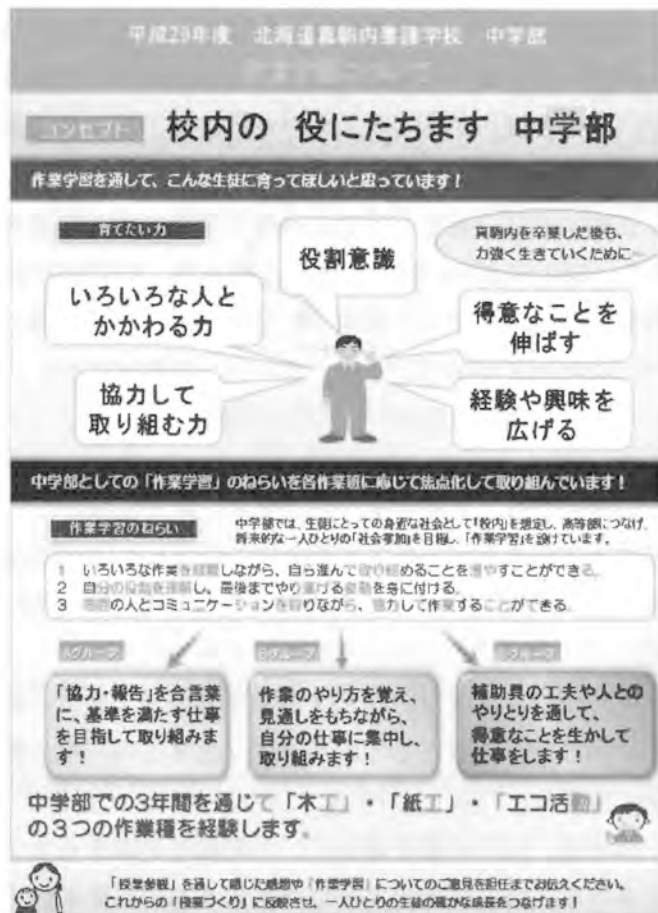 平成29年度 北海道真駒内養護学校 中学部
作業学習について
コンセプト 校内の 役にたちます 中学部
作業学習を通して、こんな生徒に育ってほしいと思っています！
育てたい力
真駒内を卒業した後も、
力強く生きていくために…
役割意識
いろいろな人と
かかわる力
得意なことを
伸ばす
協力して
取り組む力
経験や興味を
広げる
中学部としての「作業学習」のねらいを各作業班に応じて焦点化して取り組んでいます！
作業学習のねらい
中学部では、生徒にとっての身近な社会として「校内」を想定し、高等部につなげ、
将来的な一人ひとりの「社会参加」を目指し、「作業学習」を設けています。
1 いろいろな作業を経験しながら、自ら進んで取り組めることを増やすことができる。
2 自分の役割を理解し、最後までやり遂げる姿勢を身に付ける。
3 周囲の人とコミュニケーションを取りながら、協力して作業することができる。
Aグループ
Bグループ
グループ
「協力・報告」を合言葉
に、基準を満たす仕事
を目指して取り組みま
す！
作業のやり方を覚え、
見通しをもちながら、
自分の仕事に集中し、
取り組みます！
補助具の工夫や人との
やりとりを通して、
得意なことを生かして
仕事をします！
中学部での3年間を通じて「木工」・「紙工」・「エコ活動」
の３つの作業種を経験します。
「授業参観」を通して感じた感想や「作業学習」についてのご意見を担任までお伝えください。
これからの「授業づくり」に反映させ、一人ひとりの生徒の確かな成長をつなげます！